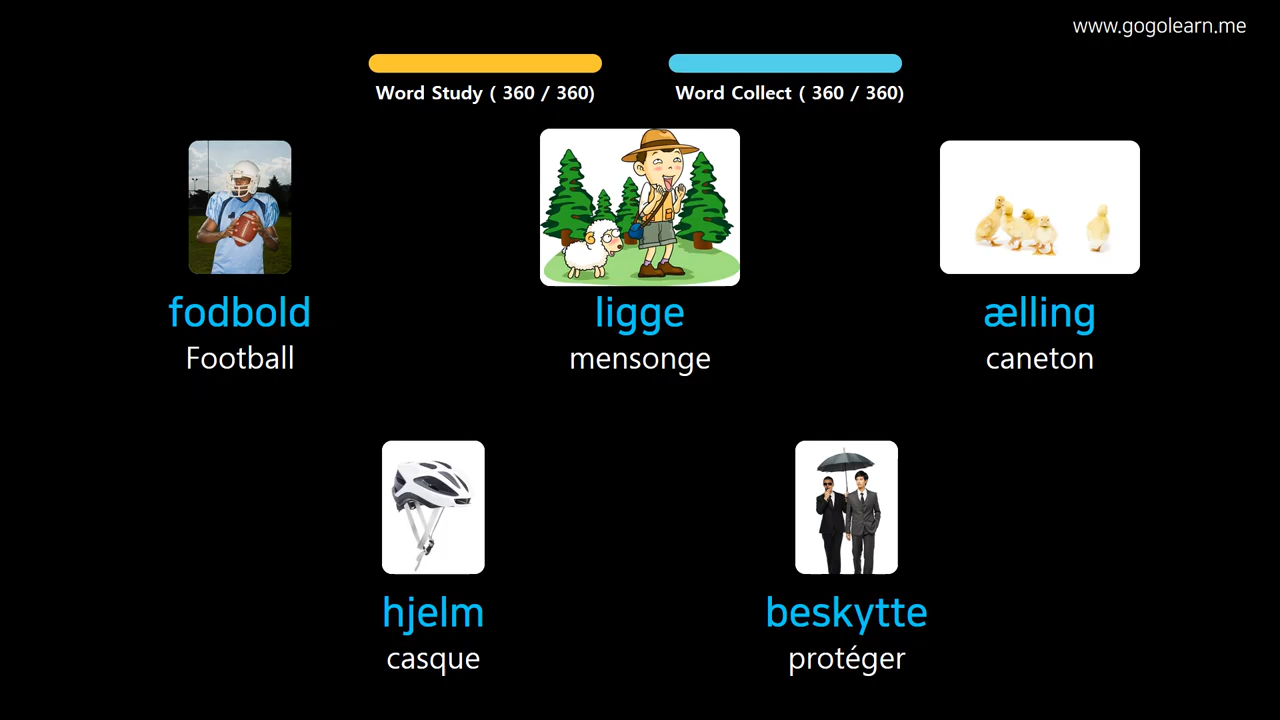 www.gogolearn.me
Word Study ( 360 / 360)
Word Collect ( 360 / 360)
fodbold
Football
ligge
mensonge
ælling
caneton
hjelm
casque
beskytte
protéger